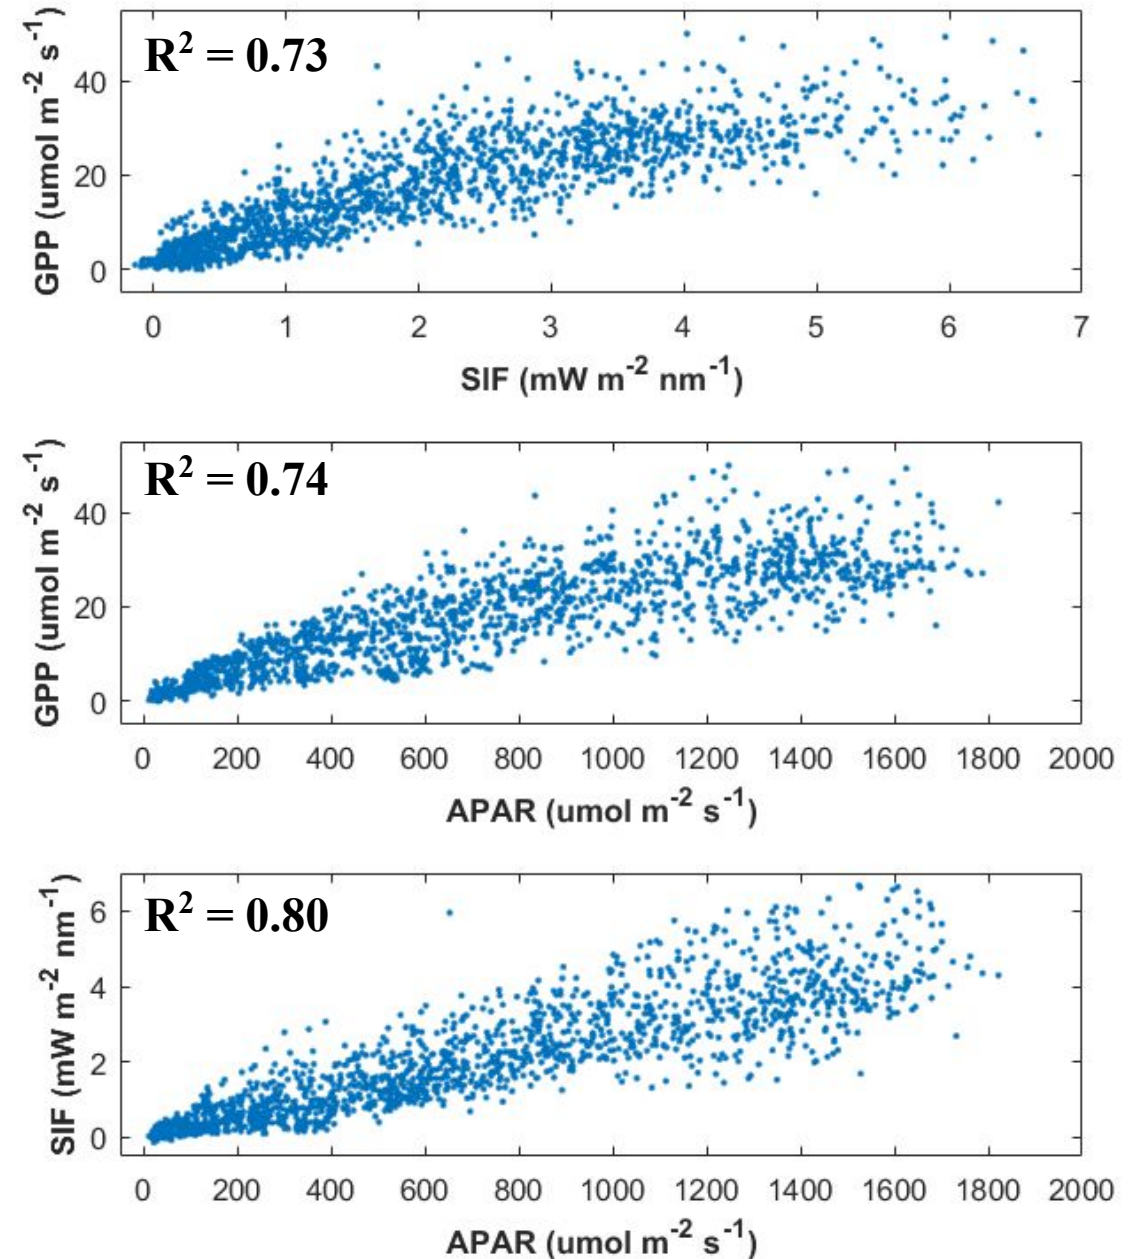 R² = 0.73
GPP (umol m⁻² s⁻¹)
40
20
0
0 1 2 3 4 5 6 7
SIF (mW m⁻² nm⁻¹)
R² = 0.74
GPP (umol m⁻² s⁻¹)
40
20
0
0 200 400 600 800 1000 1200 1400 1600 1800 2000
APAR (umol m⁻² s⁻¹)
R² = 0.80
SIF (mW m⁻² nm⁻¹)
6
4
2
0
0 200 400 600 800 1000 1200 1400 1600 1800 2000
APAR (umol m⁻² s⁻¹)